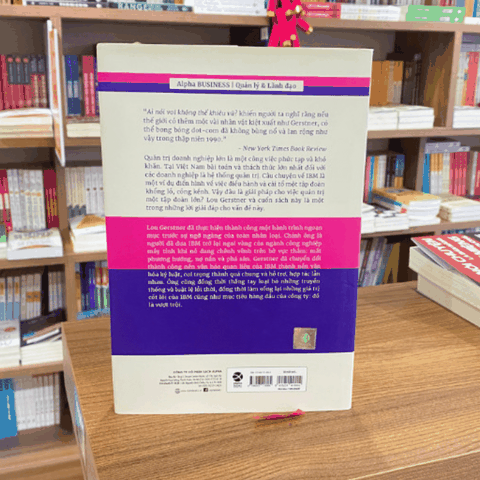 Alpha BUSINESS | Quản lý & Lãnh đạo
"Ai nói voi không thể khiêu vũ? khiến người ta nghĩ rằng nếu
thế giới có thêm một vài nhân vật kiệt xuất như Gerstner, có
thể bong bóng dot-com đã không bùng nổ và lan rộng như
vậy trong thập niên 1990."
– New York Times Book Review
Quản trị doanh nghiệp lớn là một công việc phức tạp và khó
khăn. Tại Việt Nam bài toán và thách thức lớn nhất đối với
các doanh nghiệp là hệ thống quản trị. Câu chuyện về IBM là
một ví dụ điển hình về việc điều hành và cải tổ một tập đoàn
khổng lồ, cồng kềnh. Vậy đâu là giải pháp cho việc quản trị
một tập đoàn lớn? Lou Gerstner và cuốn sách này là một
trong những lời giải đáp cho vấn đề này.
Lou Gerstner đã thực hiện thành công một hành trình ngoạn
mục trước sự ngỡ ngàng của toàn nhân loại. Chính ông là
người đã đưa IBM trở lại ngai vàng của ngành công nghiệp
máy tính khi nó đang chênh vênh trên bờ vực thẳm: mất
phương hướng, nợ nần và phá sản. Gerstner đã chuyển đổi
thành công nền văn hóa quan liêu của IBM thành nền văn
hóa kỷ luật, coi trọng thành quả chung và hỗ trợ, hợp tác lẫn
nhau. Ông cũng đồng thời thẳng tay loại bỏ những truyền
thống và luật lệ lỗi thời, đồng thời làm sống lại những giá trị
cốt lõi của IBM cũng như mục tiêu hàng đầu của công ty: đó
là vượt trội.
CÔNG TY CỔ PHẦN SÁCH ALPHA